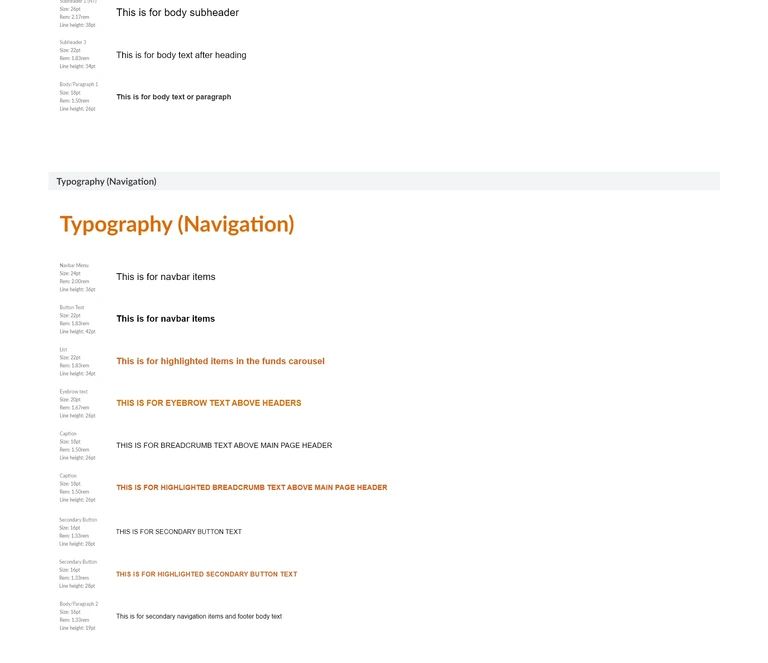 Size: 26pt
This is for body subheader
Rem: 2.17rem
Line height: 38pt
Subheader 3
Size: 22pt
This is for body text after heading
Rem: 1.83rem
Line height: 34pt
Body/Paragraph 1
Size: 18pt
This is for body text or paragraph
Rem: 1.50rem
Line height: 26pt
Typography (Navigation)
Typography (Navigation)
Navbar Menu
Size: 24pt
This is for navbar items
Rem: 2.00rem
Line height: 36pt
Button Text
Size: 22pt
This is for navbar items
Rem: 1.83rem
Line height: 42pt
Url
Size: 22pt
This is for highlighted items in the funds carousel
Rem: 1.83rem
Line height: 34pt
Eyebrow text
Size: 20pt
THIS IS FOR EYEBROW TEXT ABOVE HEADERS
Rem: 1.67rem
Line height: 26pt
Caption
Size: 18pt
THIS IS FOR BREADCRUMB TEXT ABOVE MAIN PAGE HEADER
Rem: 1.50rem
Line height: 26pt
Caption
Size: 18pt
THIS IS FOR HIGHLIGHTED BREADCRUMB TEXT ABOVE MAIN PAGE HEADER
Rem: 1.50rem
Line height: 26pt
Secondary Button
Size: 16pt
THIS IS FOR SECONDARY BUTTON TEXT
Rem: 1.33rem
Line height: 28pt
Secondary Button
Size: 16pt
THIS IS FOR HIGHLIGHTED SECONDARY BUTTON TEXT
Rem: 1.33rem
Line height: 28pt
Body/Paragraph 2
Size: 16pt
This is for secondary navigation items and footer body text
Rem: 1.33rem
Line height: 19pt